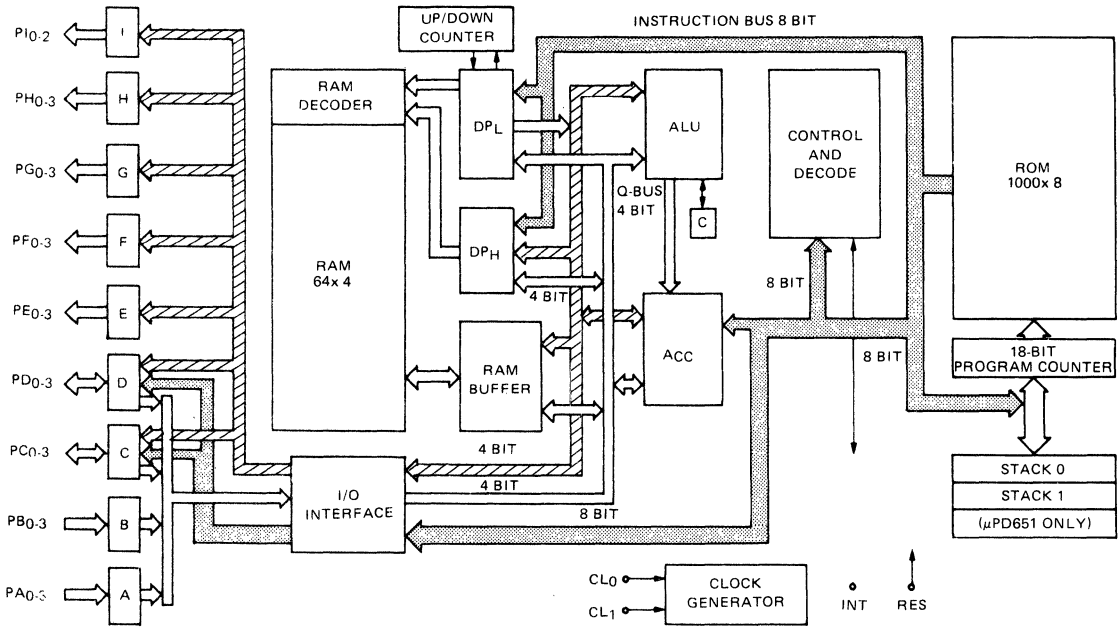 INSTRUCTION BUS 8 BIT
UP/DOWN
COUNTER
PI0-2
I
PH0-3
H
PG0-3
G
PF0-3
F
PE0-3
E
PD0-3
D
PC0-3
C
PB0-3
B
PA0-3
A
RAM
DECODER
RAM
64x 4
DPL
DPH
RAM
BUFFER
I/O
INTERFACE
ALU
Q-BUS
4 BIT
C
ACC
4 BIT
4 BIT
4 BIT
8 BIT
CONTROL
AND
DECODE
8 BIT
8 BIT
ROM
1000x 8
18-BIT
PROGRAM COUNTER
STACK 0
STACK 1
(μPD651 ONLY)
CL0
CL1
CLOCK
GENERATOR
INT
RES